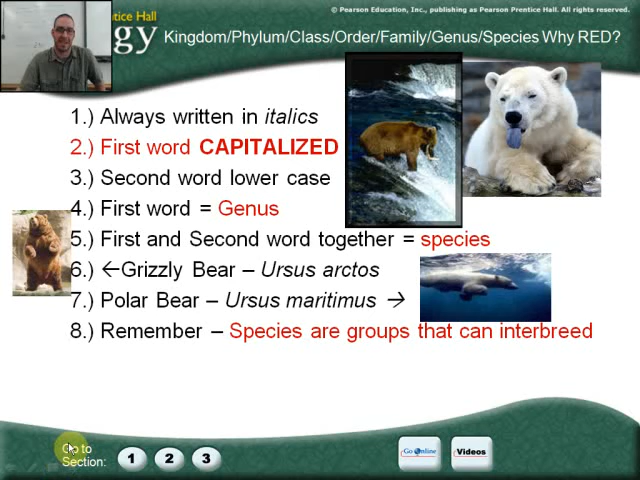 Prentice Hall
© Pearson Education, Inc., publishing as Pearson Prentice Hall. All rights reserved.
Kingdom/Phylum/Class/Order/Family/Genus/Species Why RED?
1.) Always written in italics
2.) First word CAPITALIZED
3.) Second word lower case
4.) First word = Genus
5.) First and Second word together = species
6.) ←Grizzly Bear – Ursus arctos
7.) Polar Bear – Ursus maritimus →
8.) Remember – Species are groups that can interbreed
Go to
Section:
1 2 3
Go Online
Videos